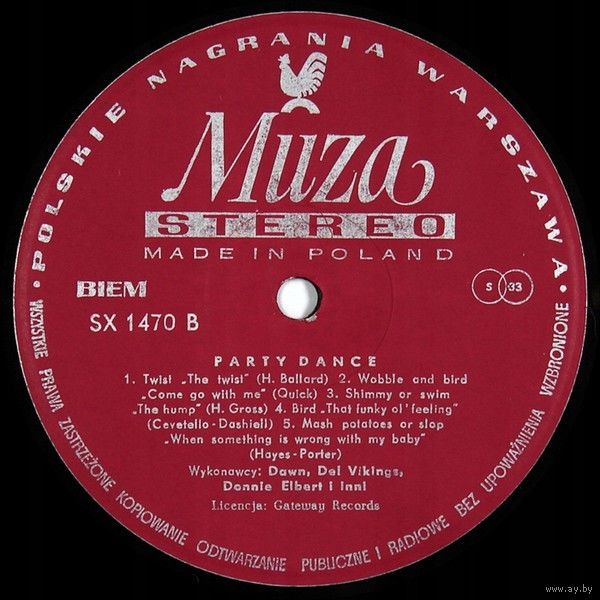 • POLSKIE NAGRANIA WARSZAWA •
Muza
STEREO
MADE IN POLAND
BIEM
S 33
SX 1470 B
PARTY DANCE
1. Twist „The twist" (H. Ballard) 2. Wobble and bird
„Come go with me" (Quick) 3. Shimmy or swim
„The hump" (H. Gross) 4. Bird „That funky ol' feeling"
(Cevetello-Dashiell) 5. Mash potatoes or slop
„When something is wrong with my baby"
(Hayes-Porter)
Wykonawcy: Dawn, Del Vikings,
Donnie Elbert i inni
Licencja: Gateway Records
WSZYSTKIE PRAWA ZASTRZEŻONE KOPIOWANIE ODTWARZANIE PUBLICZNE I RADIOWE BEZ UPOWAŻNIENIA WZBRONIONE
www.ay.by